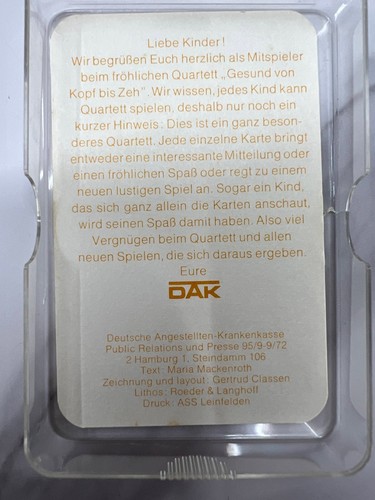 Liebe Kinder!
Wir begrüßen Euch herzlich als Mitspieler
beim fröhlichen Quartett „Gesund von
Kopf bis Zeh". Wir wissen, jedes Kind kann
Quartett spielen, deshalb nur noch ein
kurzer Hinweis: Dies ist ein ganz beson-
deres Quartett. Jede einzelne Karte bringt
entweder eine interessante Mitteilung oder
einen fröhlichen Spaß oder regt zu einem
neuen lustigen Spiel an. Sogar ein Kind,
das sich ganz allein die Karten anschaut,
wird seinen Spaß damit haben. Also viel
Vergnügen beim Quartett und allen
neuen Spielen, die sich daraus ergeben.
Eure
DAK
Deutsche Angestellten-Krankenkasse
Public Relations und Presse 95/9-9/72
2 Hamburg 1, Steindamm 106
Text: Maria Mackenroth
Zeichnung und layout: Gertrud Classen
Lithos: Roeder & Langhoff
Druck: ASS Leinfelden